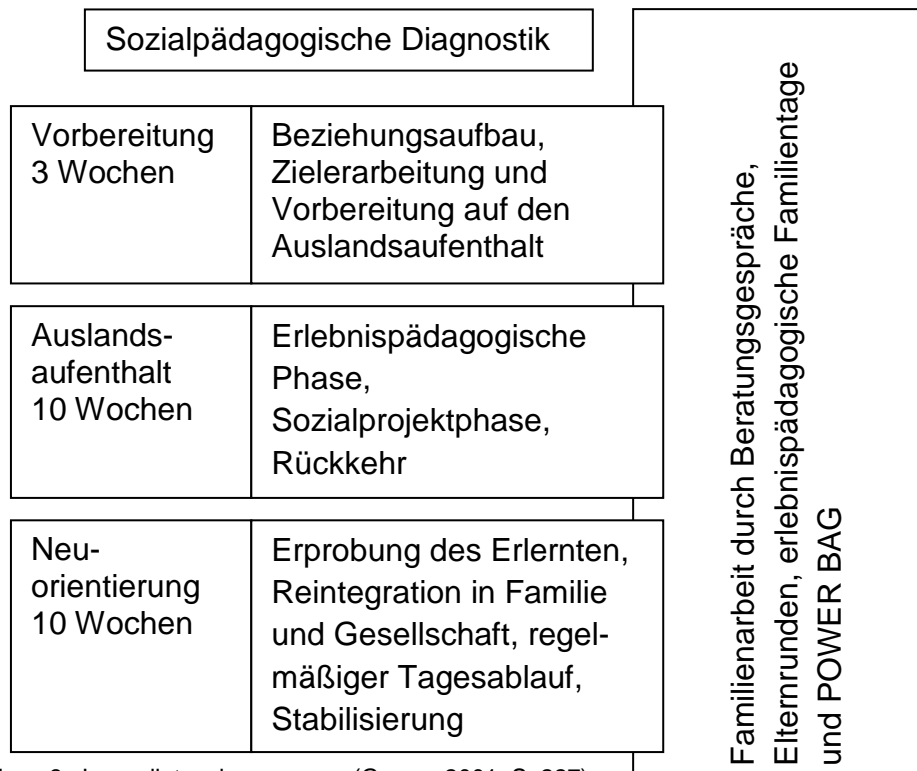 Sozialpädagogische Diagnostik
Vorbereitung
3 Wochen
Beziehungsaufbau,
Zielerarbeitung und
Vorbereitung auf den
Auslandsaufenthalt
Auslands-
aufenthalt
10 Wochen
Erlebnispädagogische
Phase,
Sozialprojektphase,
Rückkehr
Neu-
orientierung
10 Wochen
Erprobung des Erlernten,
Reintegration in Familie
und Gesellschaft, regel-
mäßiger Tagesablauf,
Stabilisierung
Familienarbeit durch Beratungsgespräche,
Elternrunden, erlebnispädagogische Familientage
und POWER BAG